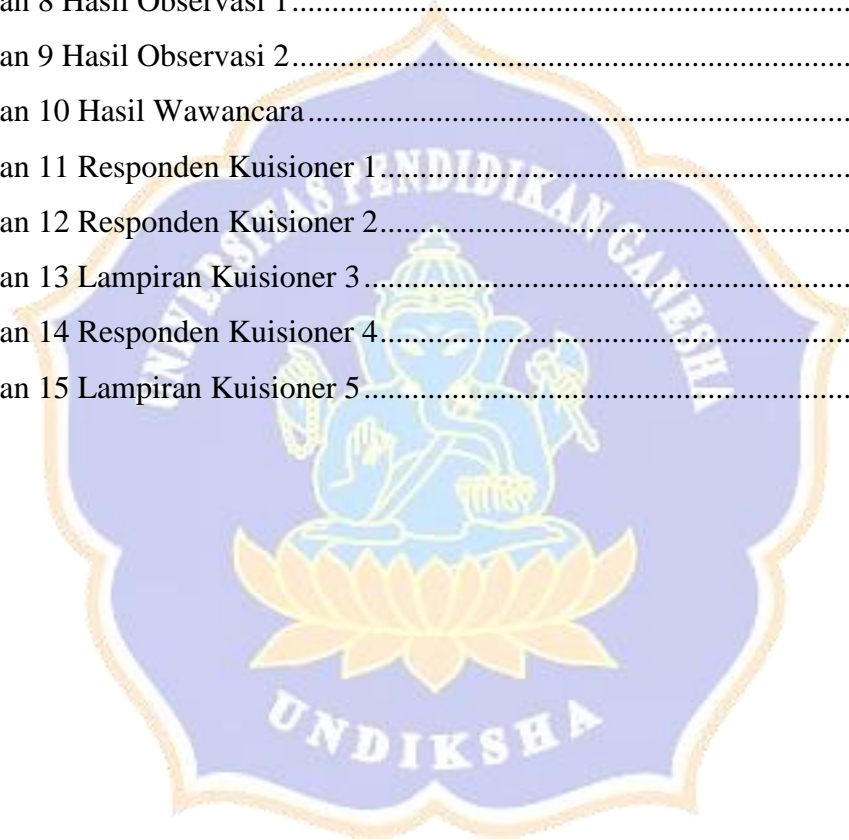 an 8 Hasil Observasi 1................................................................
an 9 Hasil Observasi 2................................................................
an 10 Hasil Wawancara..............................................................
an 11 Responden Kuisioner 1.....................................................
an 12 Responden Kuisioner 2.....................................................
an 13 Lampiran Kuisioner 3.......................................................
an 14 Responden Kuisioner 4.....................................................
an 15 Lampiran Kuisioner 5.......................................................
UNIVERSITAS PENDIDIKAN GANESHA
UNDIKSHA